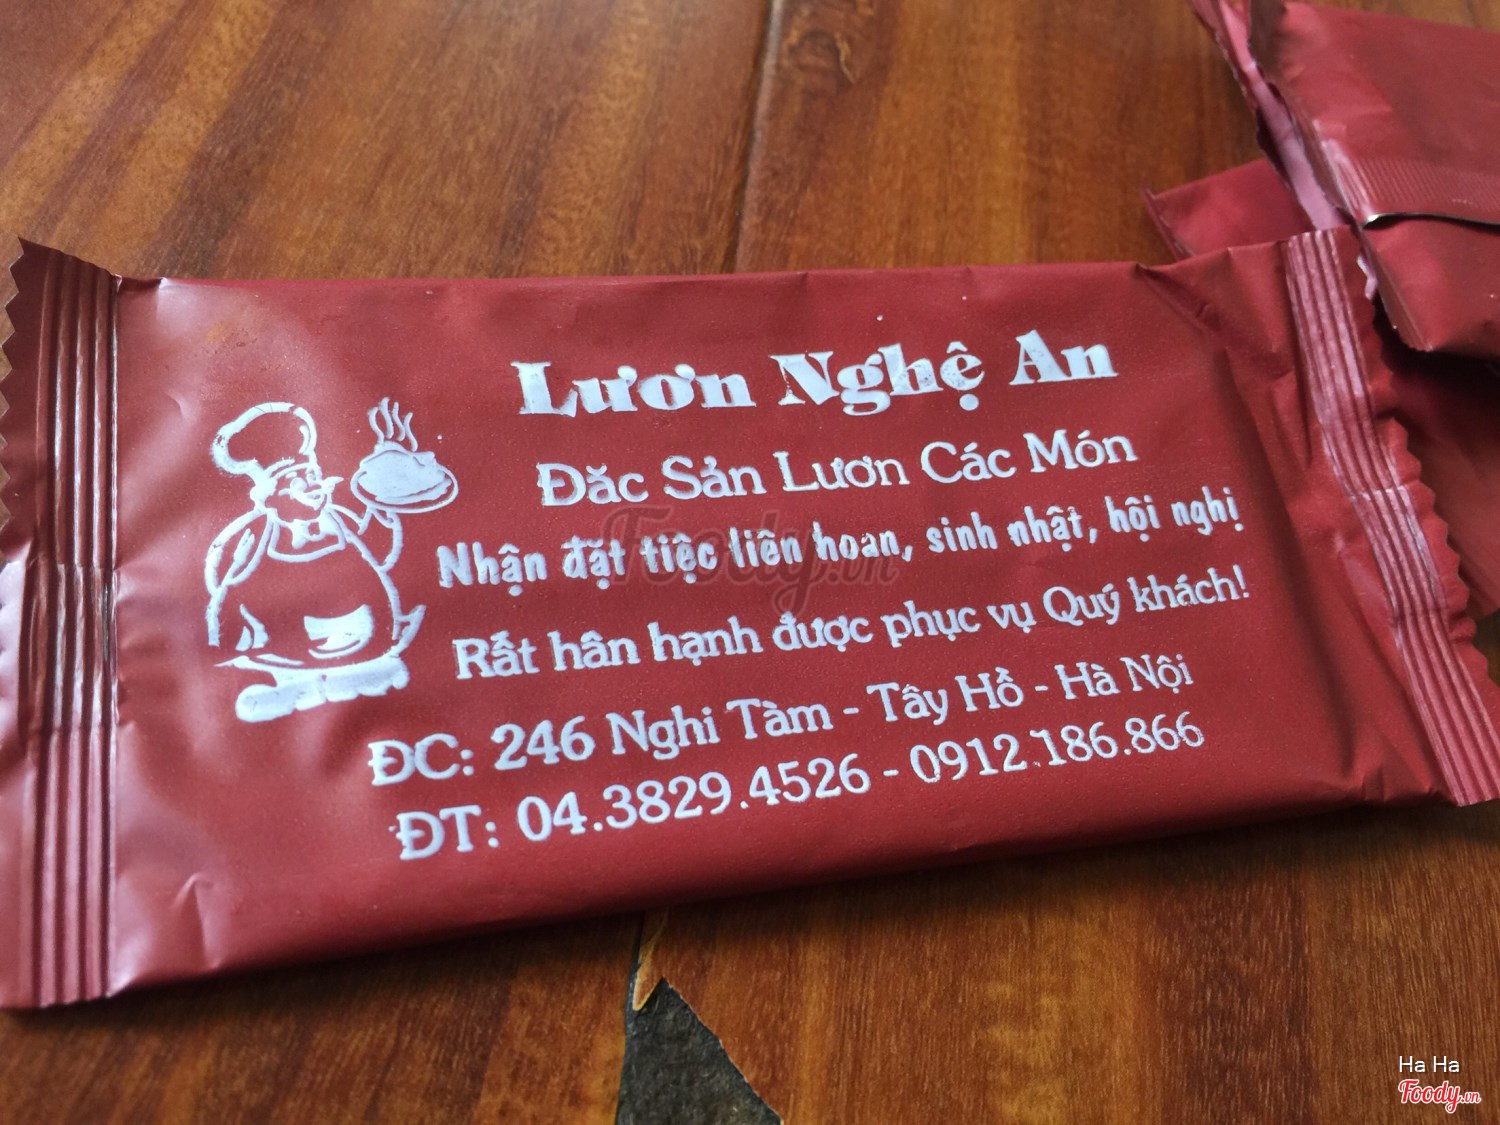 Lươn Nghệ An
Đặc Sản Lươn Các Món
Nhận đặt tiệc liên hoan, sinh nhật, hội nghị
Rất hân hạnh được phục vụ Quý khách!
ĐC: 246 Nghi Tàm - Tây Hồ - Hà Nội
ĐT: 04.3829.4526 - 0912.186.866
Foody.vn
Ha Ha
Foody.vn